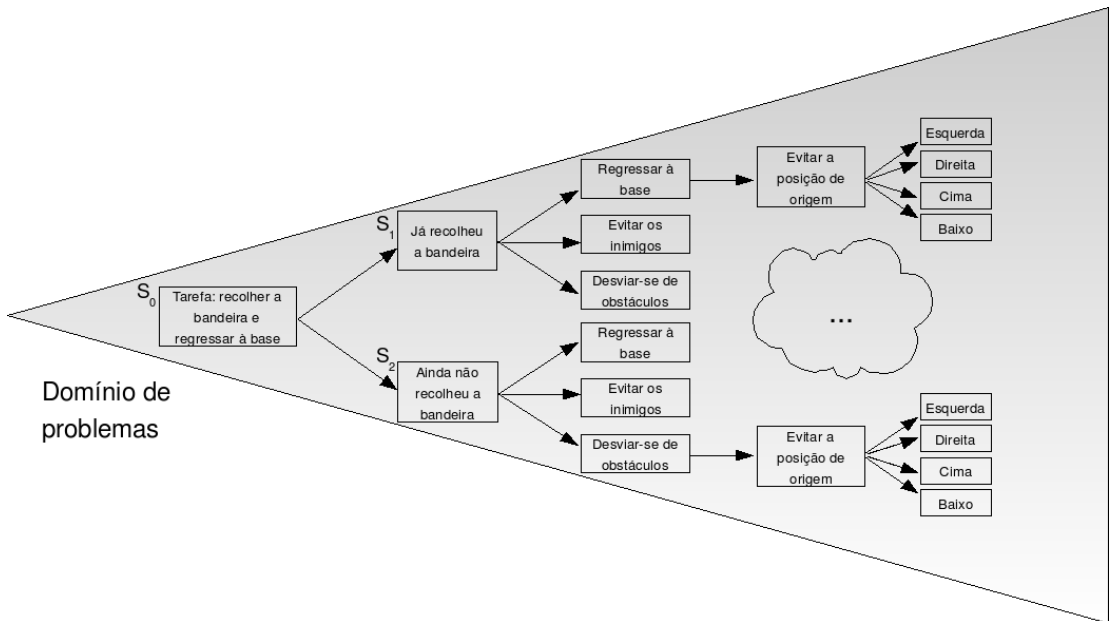 Esquerda
Direita
Cima
Baixo
Evitar a
posição de
origem
Regressar à
base
Evitar os
inimigos
Desviar-se de
obstáculos
S1
Já recolheu
a bandeira
S0
Tarefa: recolher a
bandeira e
regressar à base
...
S2
Ainda não
recolheu a
bandeira
Regressar à
base
Evitar os
inimigos
Desviar-se de
obstáculos
Evitar a
posição de
origem
Esquerda
Direita
Cima
Baixo
Domínio de
problemas